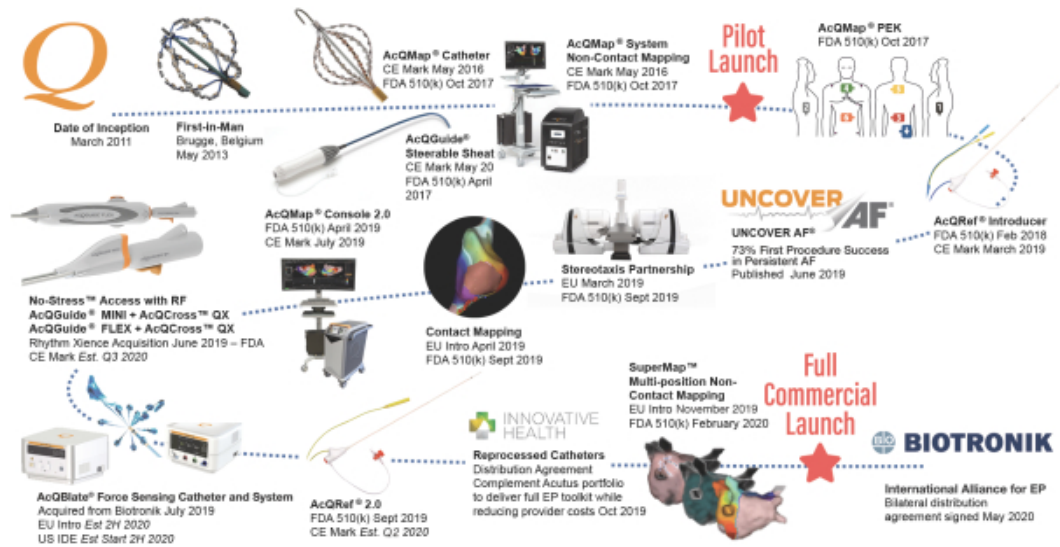 Q
Date of Inception
March 2011
First-in-Man
Brugge, Belgium
May 2013
AcQMap® Catheter
CE Mark May 2016
FDA 510(k) Oct 2017
AcQGuide®
Steerable Sheat
CE Mark May 20
FDA 510(k) April
2017
AcQMap® System
Non-Contact Mapping
CE Mark May 2016
FDA 510(k) Oct 2017
Pilot
Launch
AcQMap® PEK
FDA 510(k) Oct 2017
AcQRef® Introducer
FDA 510(k) Feb 2018
CE Mark March 2019
UNCOVER AF®
UNCOVER AF®
73% First Procedure Success
in Persistent AF
Published June 2019
Stereotaxis Partnership
EU March 2019
FDA 510(k) Sept 2019
Contact Mapping
EU Intro April 2019
FDA 510(k) Sept 2019
AcQMap® Console 2.0
FDA 510(k) April 2019
CE Mark July 2019
No-Stress™ Access with RF
AcQGuide® MINI + AcQCross™ QX
AcQGuide® FLEX + AcQCross™ QX
Rhythm Xience Acquisition June 2019 – FDA
CE Mark Est. Q3 2020
AcQBlate® Force Sensing Catheter and System
Acquired from Biotronik July 2019
EU Intro Est 2H 2020
US IDE Est Start 2H 2020
AcQRef® 2.0
FDA 510(k) Sept 2019
CE Mark Est. Q2 2020
INNOVATIVE
HEALTH
Reprocessed Catheters
Distribution Agreement
Complement Acutus portfolio
to deliver full EP toolkit while
reducing provider costs Oct 2019
SuperMap™
Multi-position Non-
Contact Mapping
EU Intro November 2019
FDA 510(k) February 2020
Full
Commercial
Launch
BIO BIOTRONIK
International Alliance for EP
Bilateral distribution
agreement signed May 2020